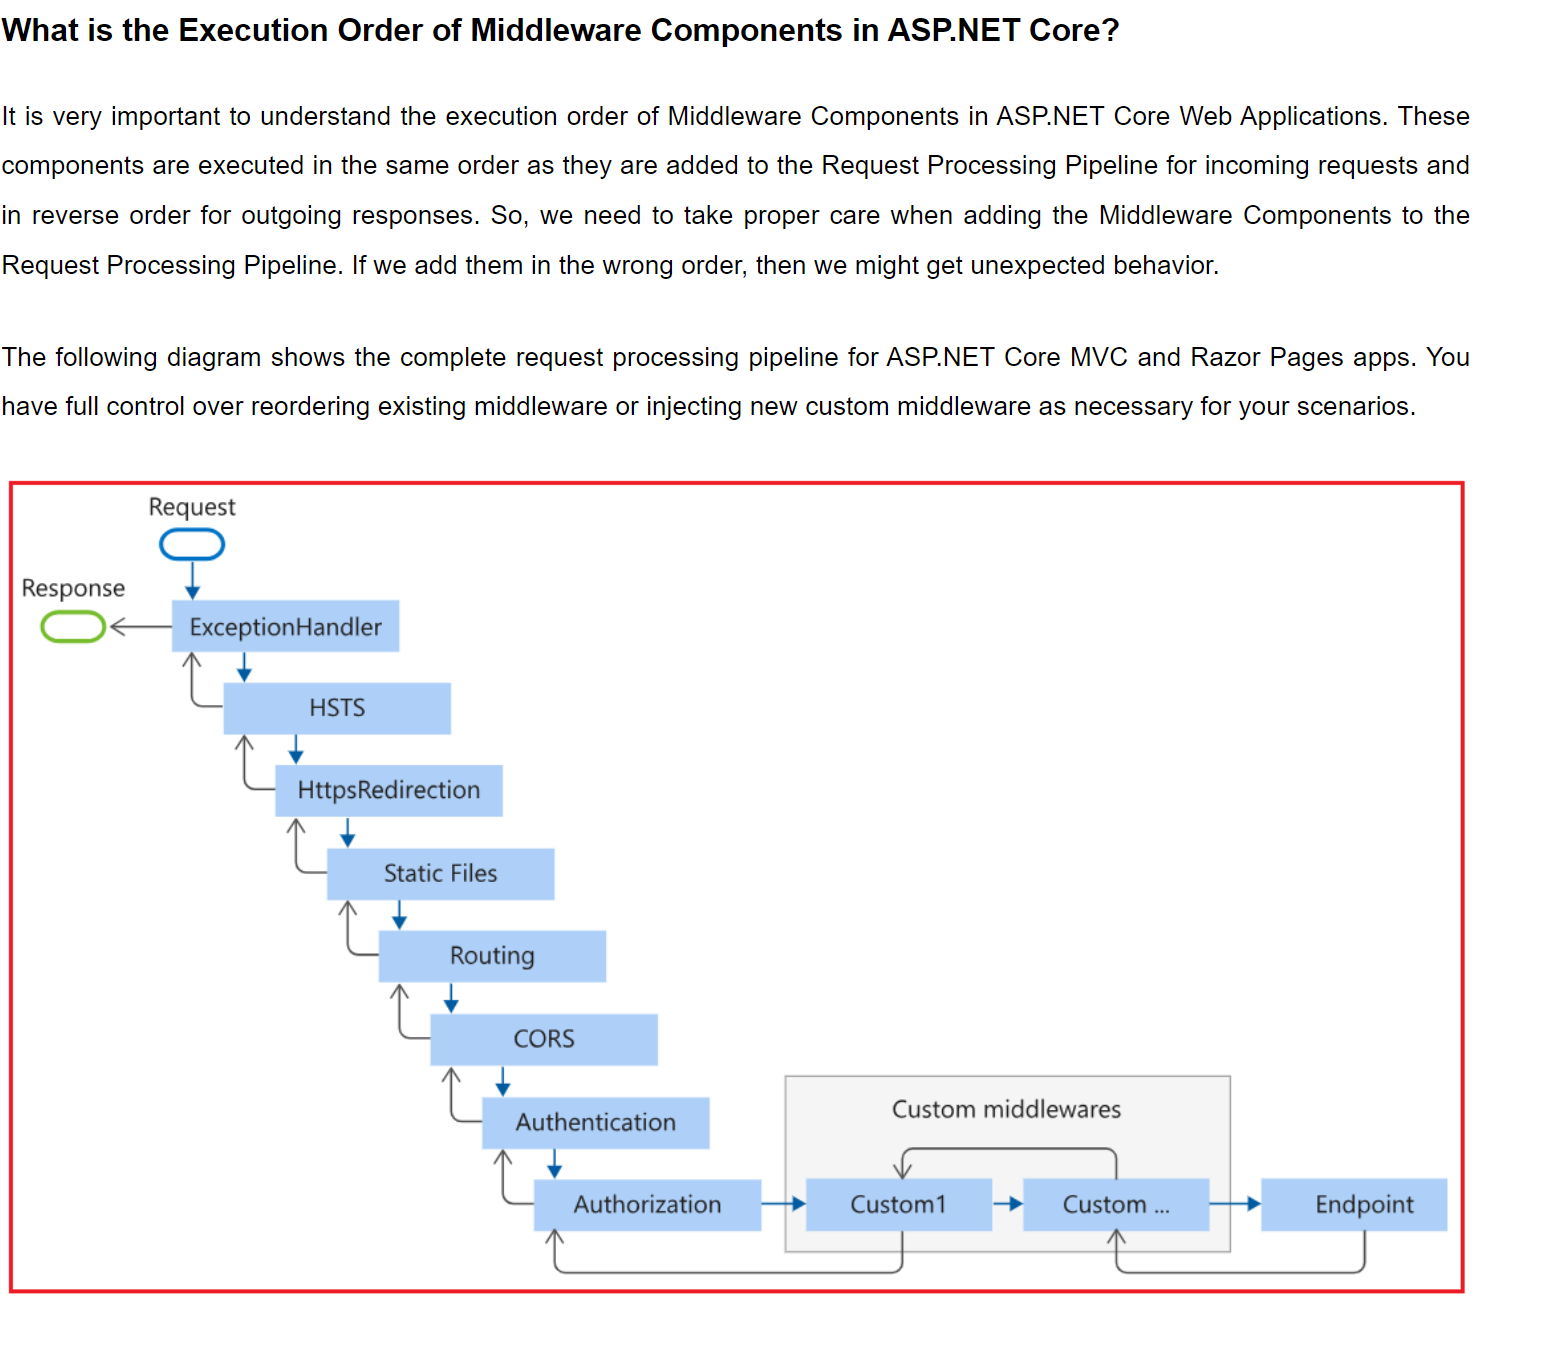 What is the Execution Order of Middleware Components in ASP.NET Core?
It is very important to understand the execution order of Middleware Components in ASP.NET Core Web Applications. These
components are executed in the same order as they are added to the Request Processing Pipeline for incoming requests and
in reverse order for outgoing responses. So, we need to take proper care when adding the Middleware Components to the
Request Processing Pipeline. If we add them in the wrong order, then we might get unexpected behavior.
The following diagram shows the complete request processing pipeline for ASP.NET Core MVC and Razor Pages apps. You
have full control over reordering existing middleware or injecting new custom middleware as necessary for your scenarios.
Request
Response
ExceptionHandler
HSTS
HttpsRedirection
Static Files
Routing
CORS
Authentication
Custom middlewares
Authorization
Custom1
Custom ...
Endpoint